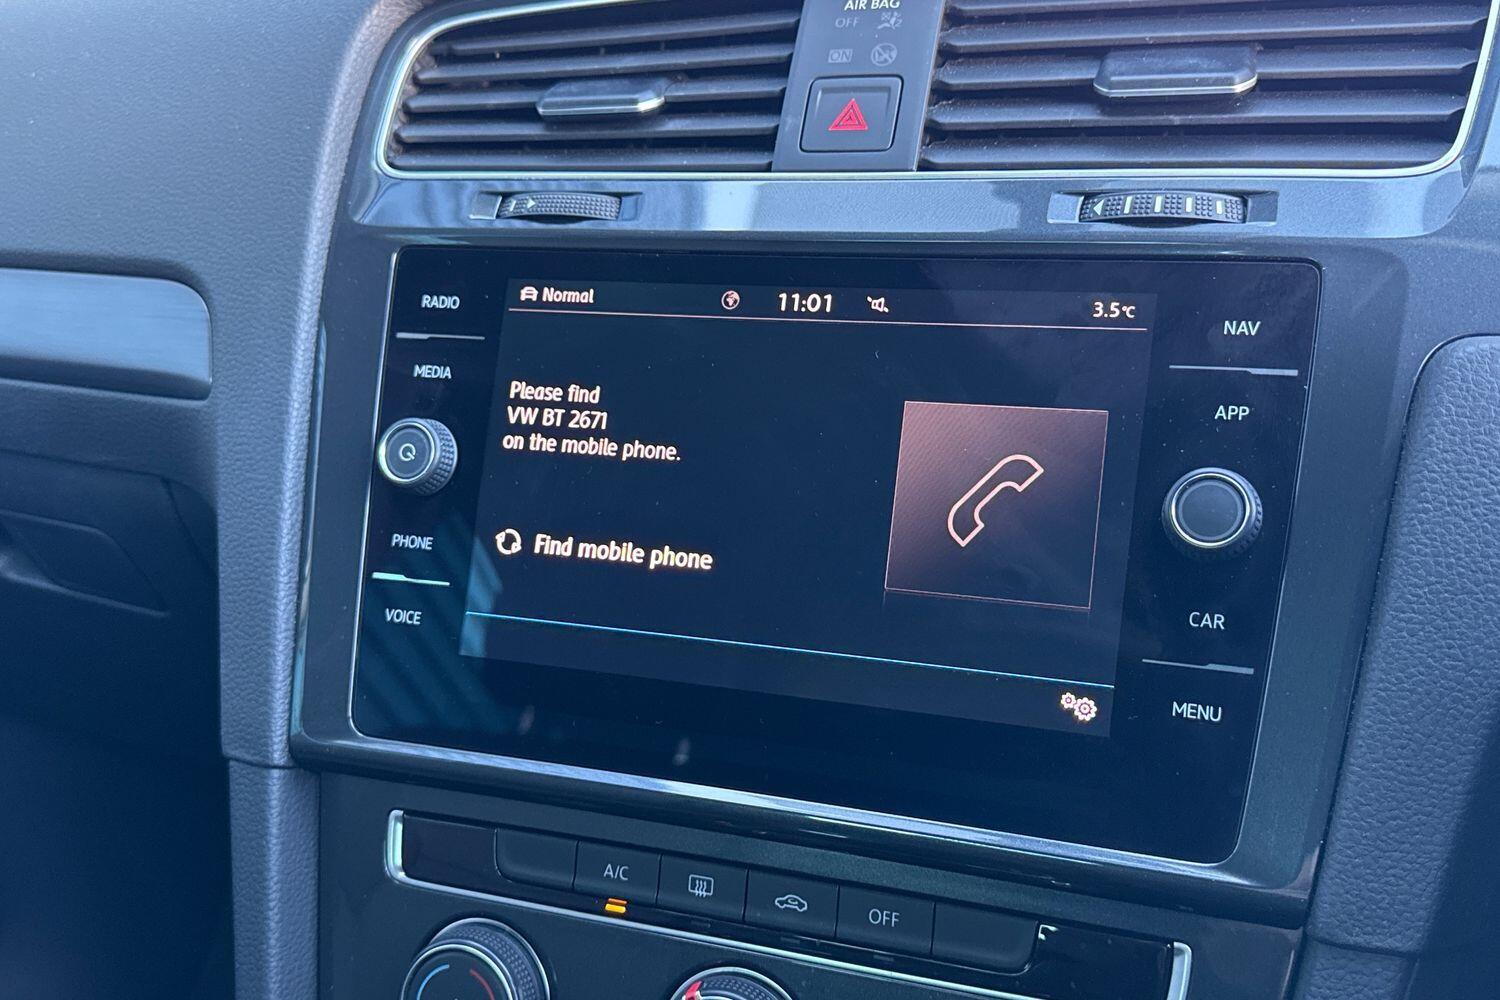 AIR BAG
OFF
ON
RADIO
MEDIA
PHONE
VOICE
Normal
11:01
3.5°C
Please find
VW BT 2671
on the mobile phone.
Find mobile phone
NAV
APP
CAR
MENU
A/C
OFF